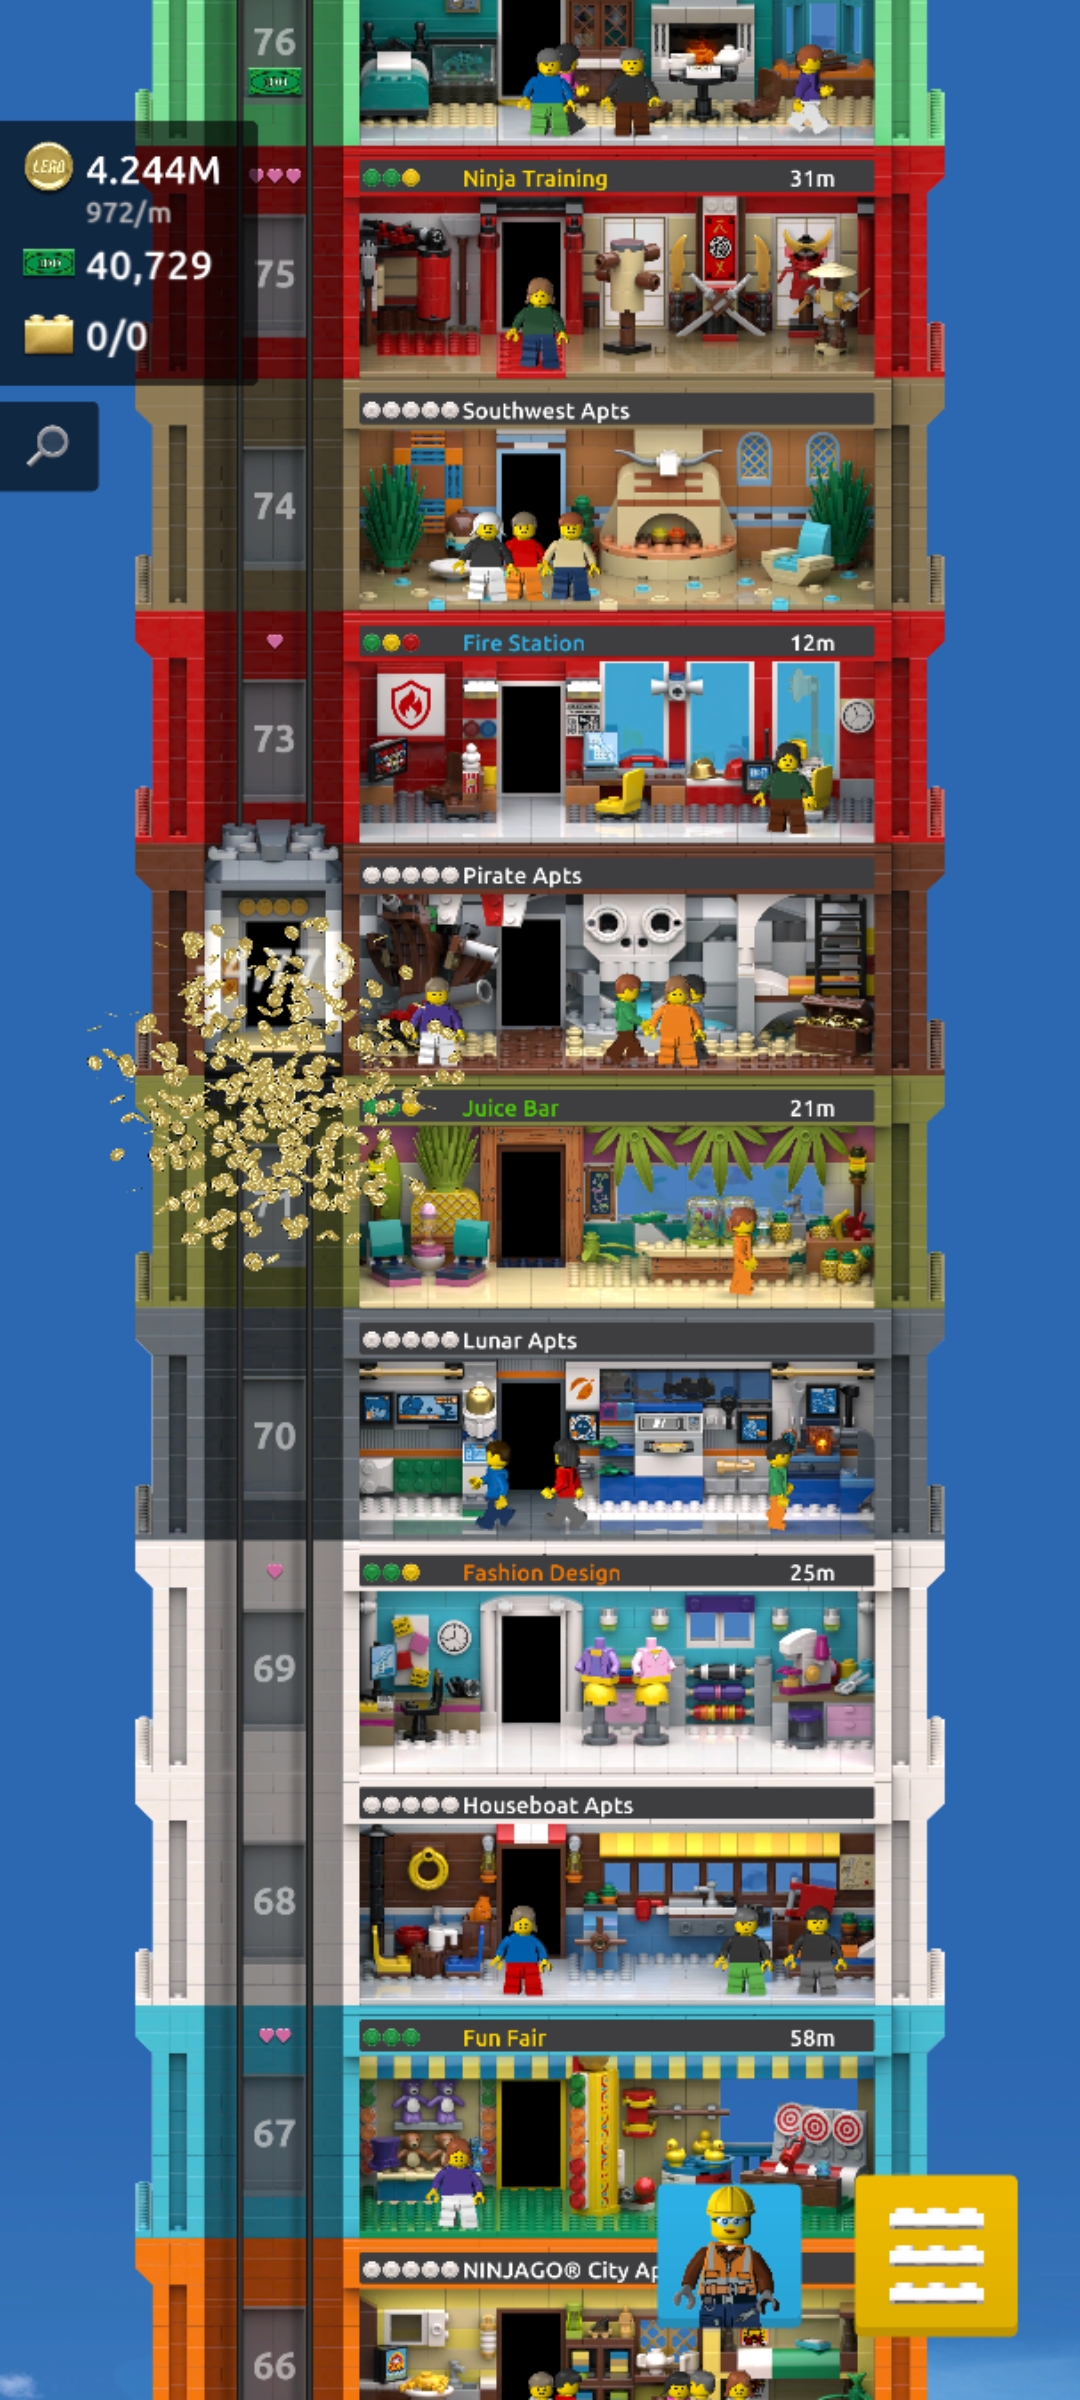 76
LEGO
4.244M
972/m
40,729
0/0
Ninja Training 31m
75
Southwest Apts
74
Fire Station 12m
73
Pirate Apts
Juice Bar 21m
71
Lunar Apts
70
Fashion Design 25m
69
Houseboat Apts
68
Fun Fair 58m
67
NINJAGO® City Ap
66